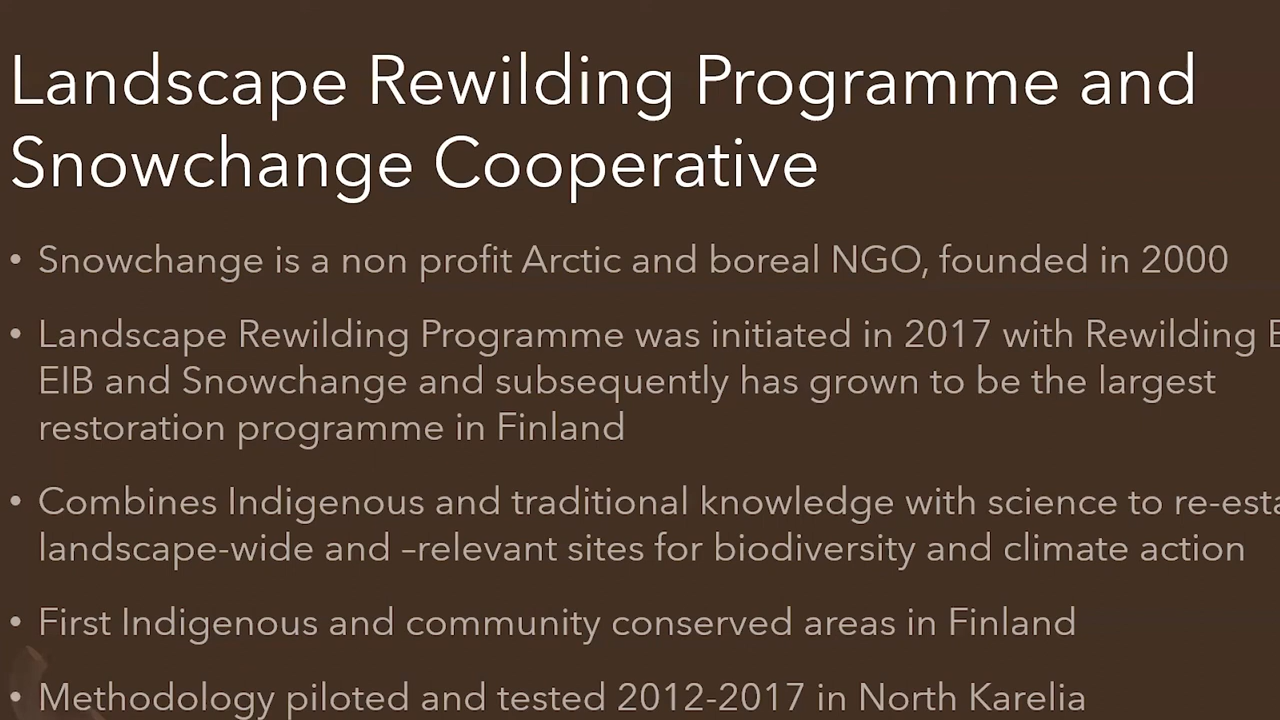 Landscape Rewilding Programme and
Snowchange Cooperative
• Snowchange is a non profit Arctic and boreal NGO, founded in 2000
• Landscape Rewilding Programme was initiated in 2017 with Rewilding
EIB and Snowchange and subsequently has grown to be the largest
restoration programme in Finland
• Combines Indigenous and traditional knowledge with science to
landscape-wide and –relevant sites for biodiversity and climate action
• First Indigenous and community conserved areas in Finland
• Methodology piloted and tested 2012-2017 in North Karelia